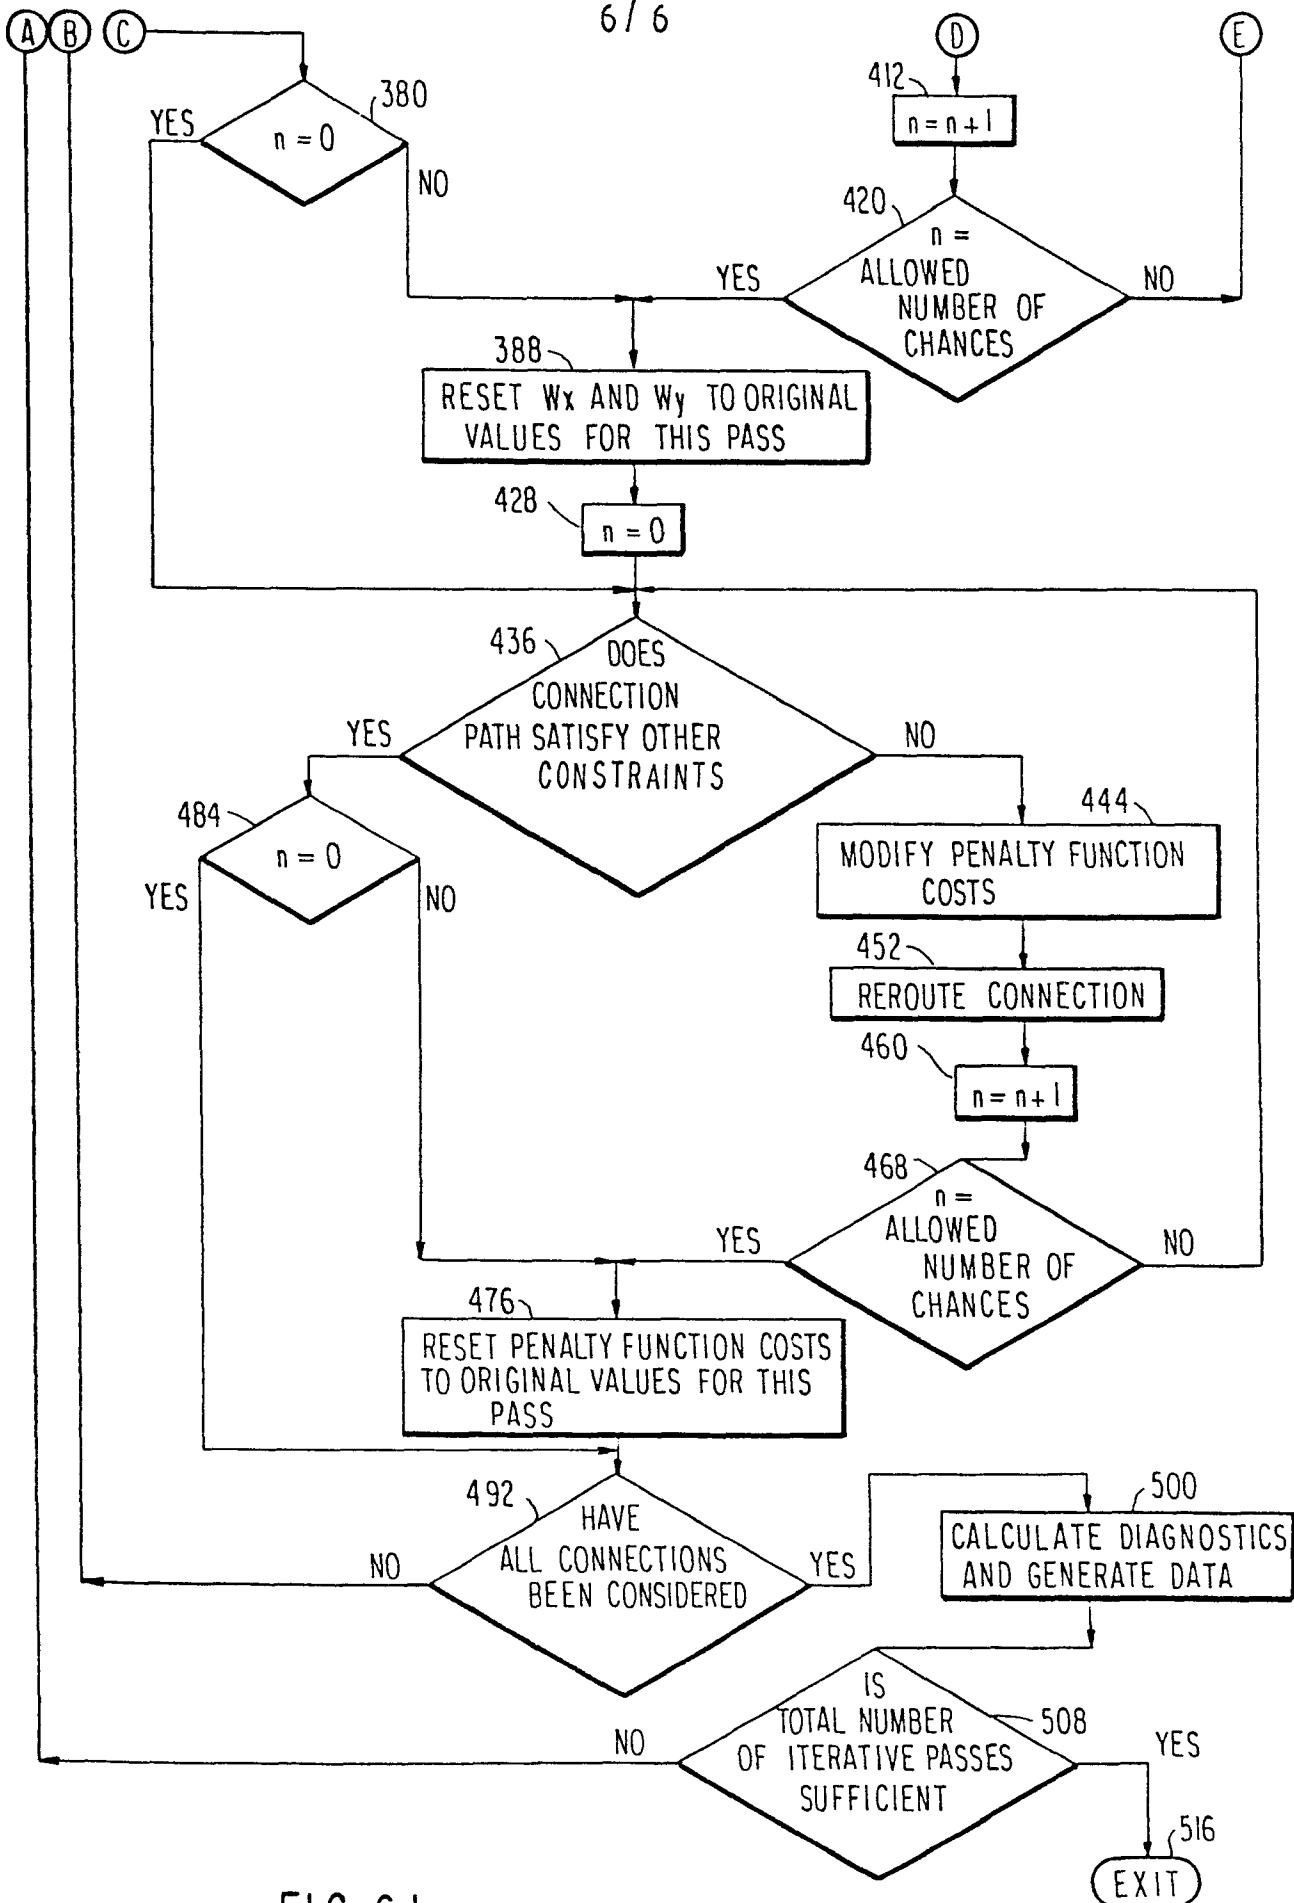 6/6
A B C D E
412
n = n + 1
380
n = 0
YES
NO
420
n =
ALLOWED
NUMBER OF
CHANCES
YES
NO
388
RESET Wx AND Wy TO ORIGINAL
VALUES FOR THIS PASS
428
n = 0
436
DOES
CONNECTION
PATH SATISFY OTHER
CONSTRAINTS
YES
NO
484
n = 0
YES
NO
444
MODIFY PENALTY FUNCTION
COSTS
452
REROUTE CONNECTION
460
n = n + 1
468
n =
ALLOWED
NUMBER OF
CHANCES
YES
NO
476
RESET PENALTY FUNCTION COSTS
TO ORIGINAL VALUES FOR THIS
PASS
492
HAVE
ALL CONNECTIONS
BEEN CONSIDERED
NO
YES
500
CALCULATE DIAGNOSTICS
AND GENERATE DATA
508
IS
TOTAL NUMBER
OF ITERATIVE PASSES
SUFFICIENT
NO
YES
516
EXIT